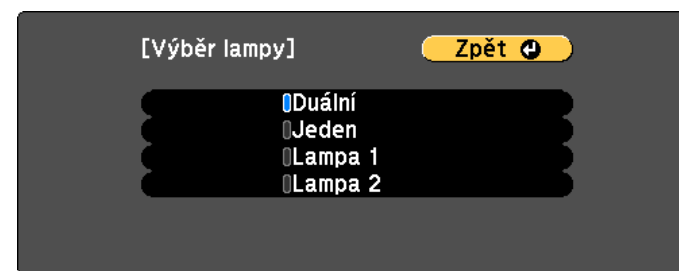 [Výběr lampy]
Zpět
Duální
Jeden
Lampa 1
Lampa 2